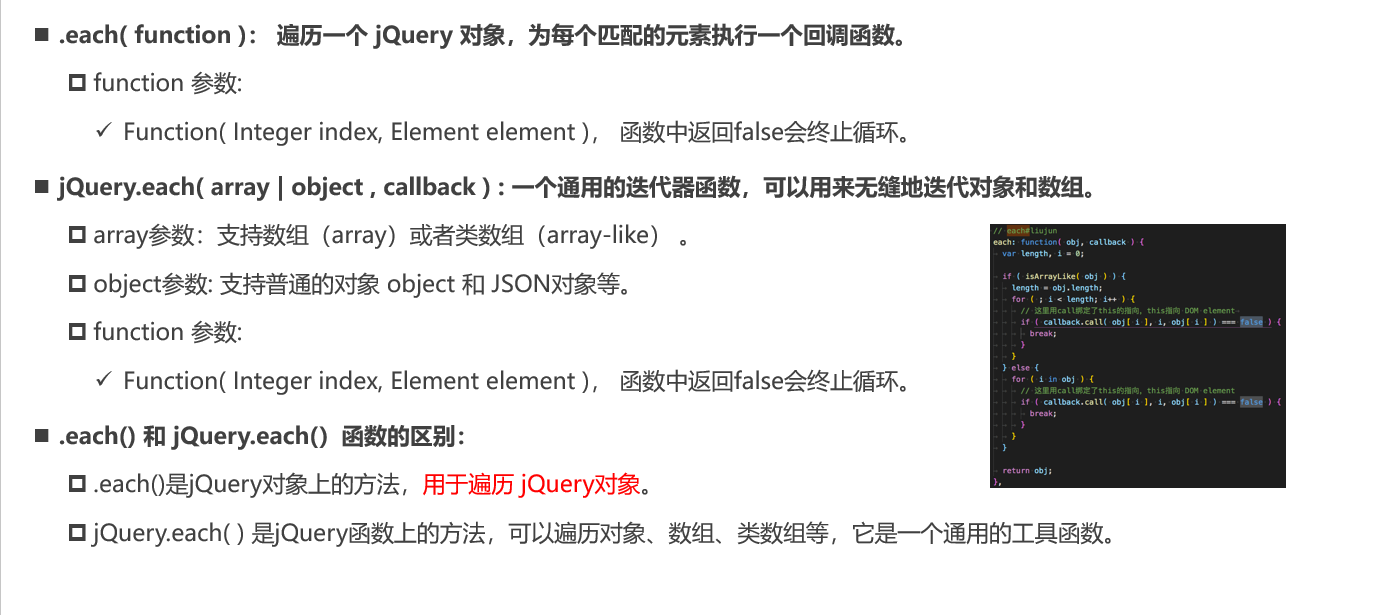 .each( function )： 遍历一个 jQuery 对象，为每个匹配的元素执行一个回调函数。
function 参数:
Function( Integer index, Element element )， 函数中返回false会终止循环。
jQuery.each( array | object , callback ) : 一个通用的迭代器函数，可以用来无缝地迭代对象和数组。
array参数：支持数组（array）或者类数组（array-like） 。
object参数: 支持普通的对象 object 和 JSON对象等。
function 参数:
Function( Integer index, Element element )， 函数中返回false会终止循环。
.each() 和 jQuery.each() 函数的区别：
.each()是jQuery对象上的方法，用于遍历 jQuery对象。
jQuery.each( ) 是jQuery函数上的方法，可以遍历对象、数组、类数组等，它是一个通用的工具函数。
// each#liujun
each: function( obj, callback ) {
var length, i = 0;
if ( isArrayLike( obj ) ) {
length = obj.length;
for ( ; i < length; i++ ) {
// 这里用call绑定了this的指向，this指向 DOM element
if ( callback.call( obj[ i ], i, obj[ i ] ) === false ) {
break;
}
}
} else {
for ( i in obj ) {
// 这里用call绑定了this的指向，this指向 DOM element
if ( callback.call( obj[ i ], i, obj[ i ] ) === false ) {
break;
}
}
}
return obj;
},